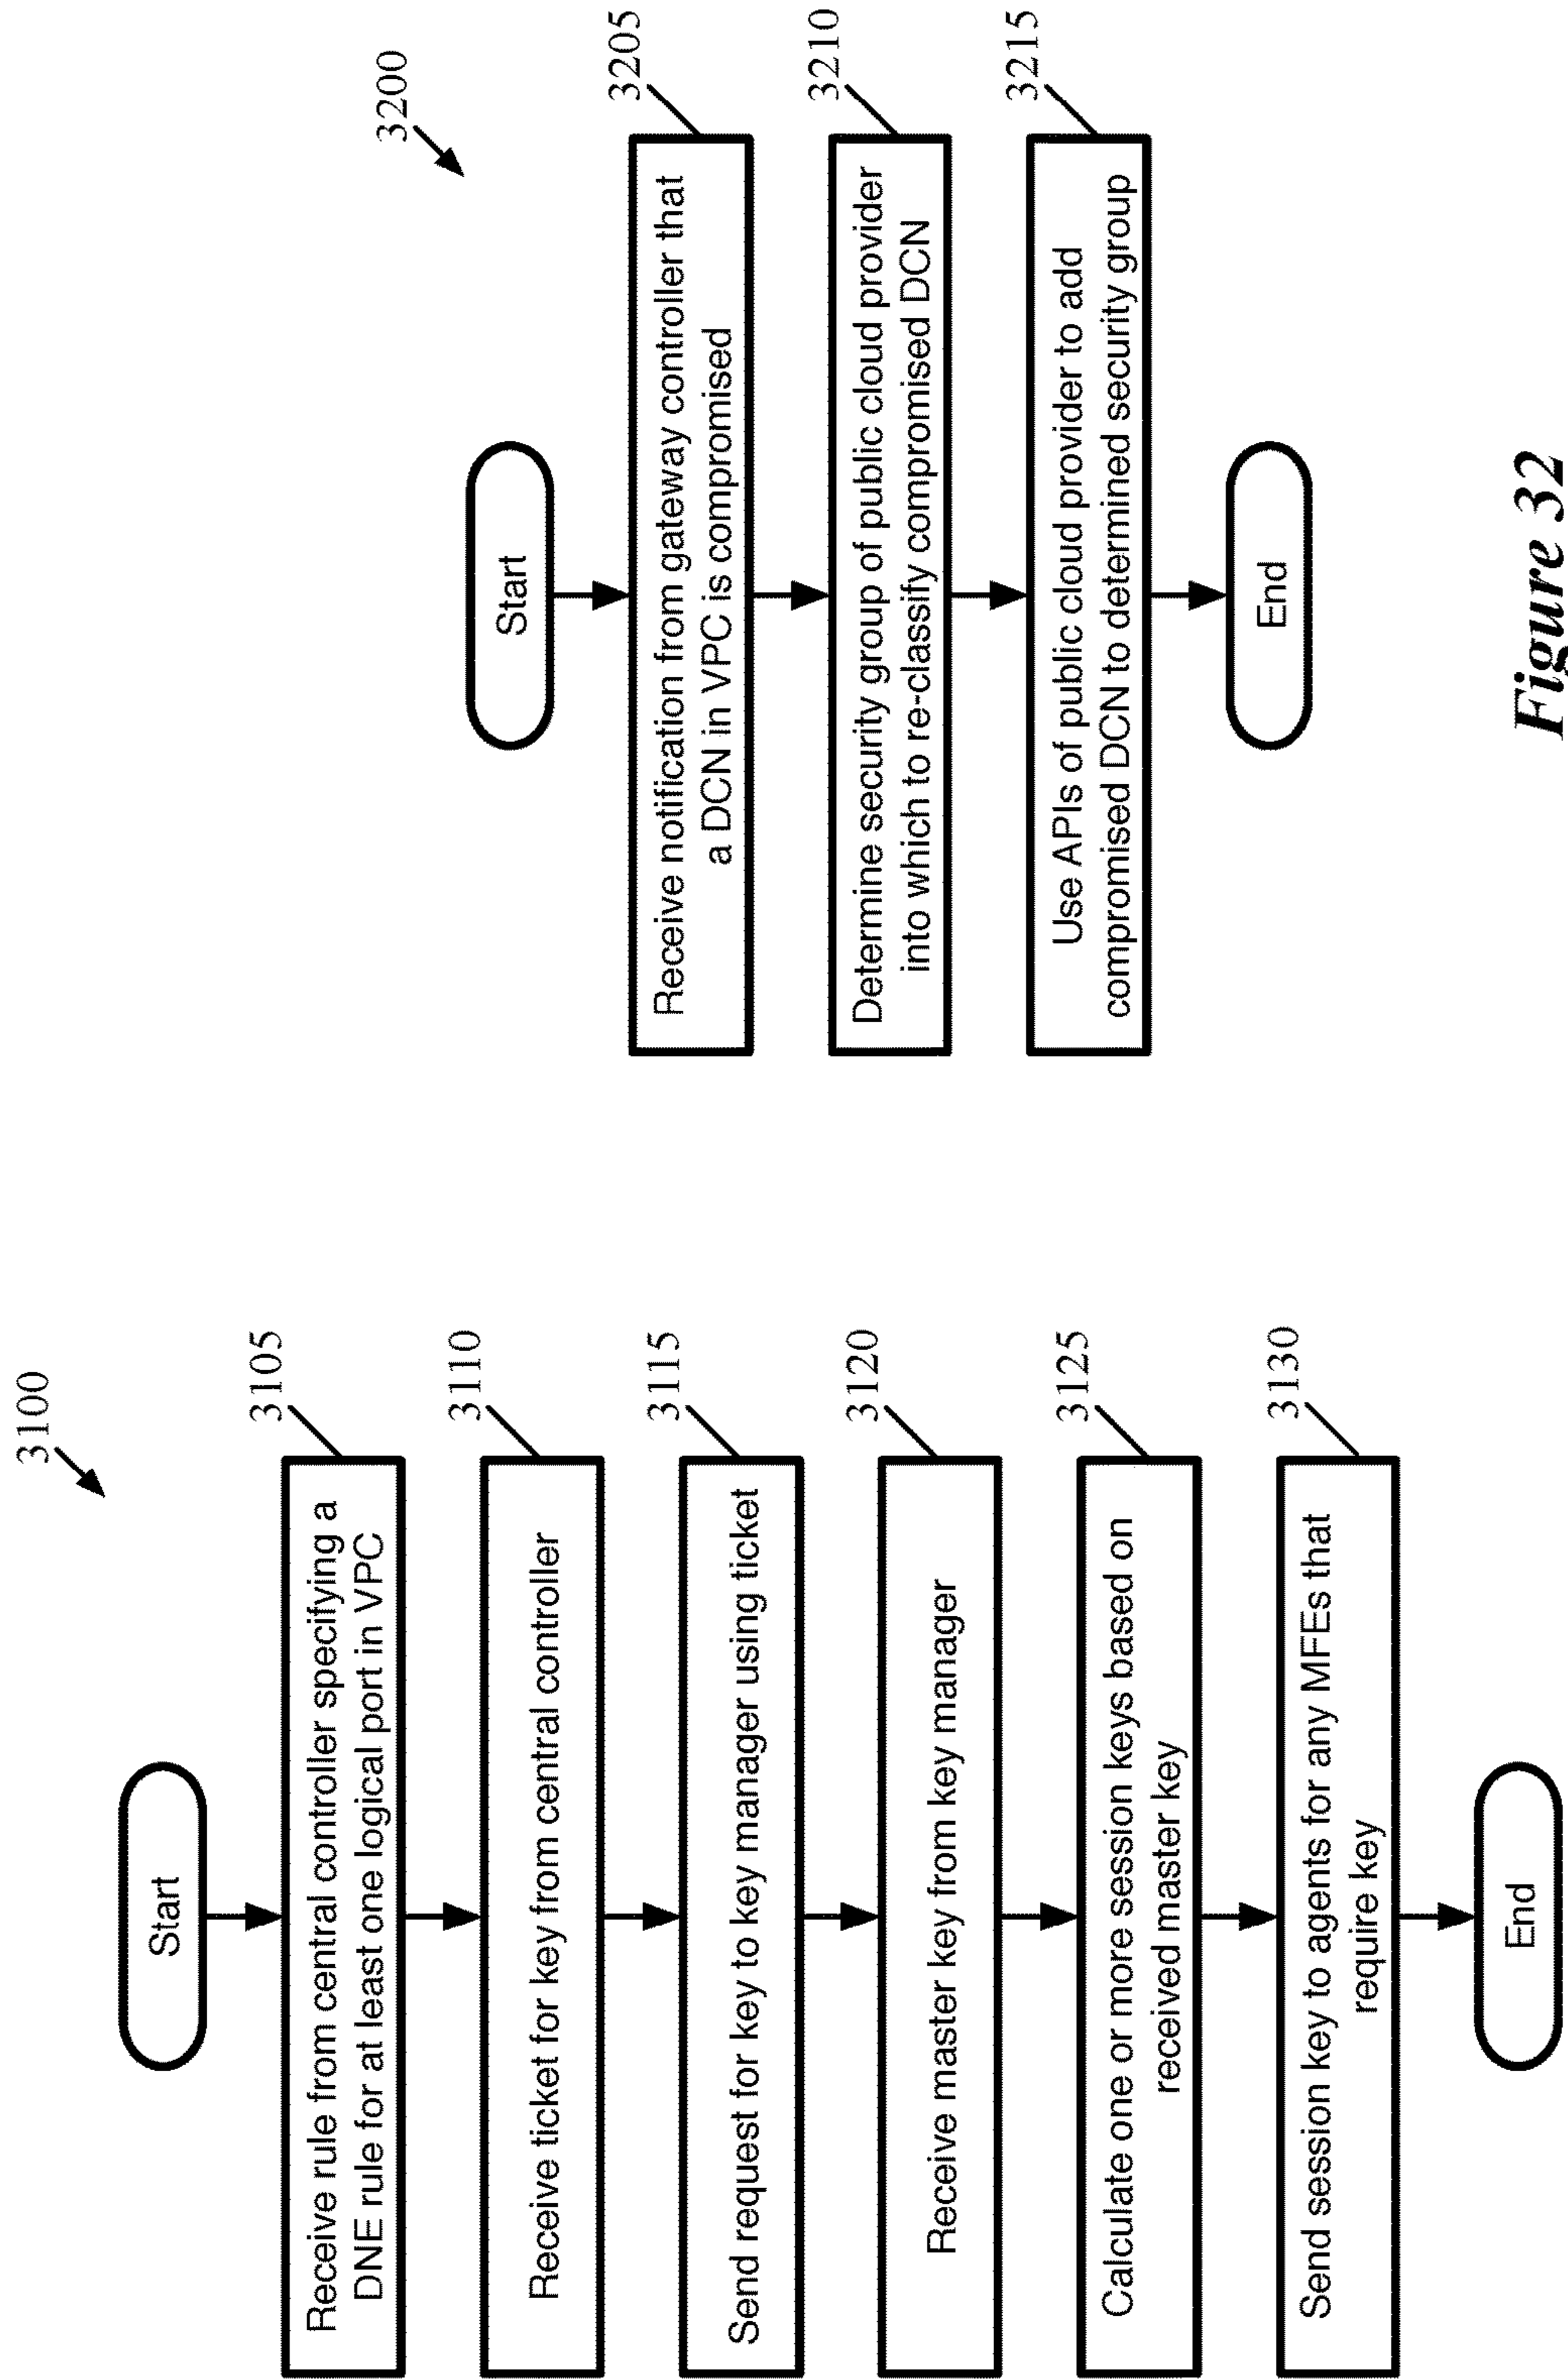 3100
Start
Receive rule from central controller specifying a
DNE rule for at least one logical port in VPC
3105
Receive ticket for key from central controller
3110
Send request for key to key manager using ticket
3115
Receive master key from key manager
3120
Calculate one or more session keys based on
received master key
3125
Send session key to agents for any MFEs that
require key
3130
End
3200
Start
Receive notification from gateway controller that
a DCN in VPC is compromised
3205
Determine security group of public cloud provider
into which to re-classify compromised DCN
3210
Use APIs of public cloud provider to add
compromised DCN to determined security group
3215
End
Figure 32